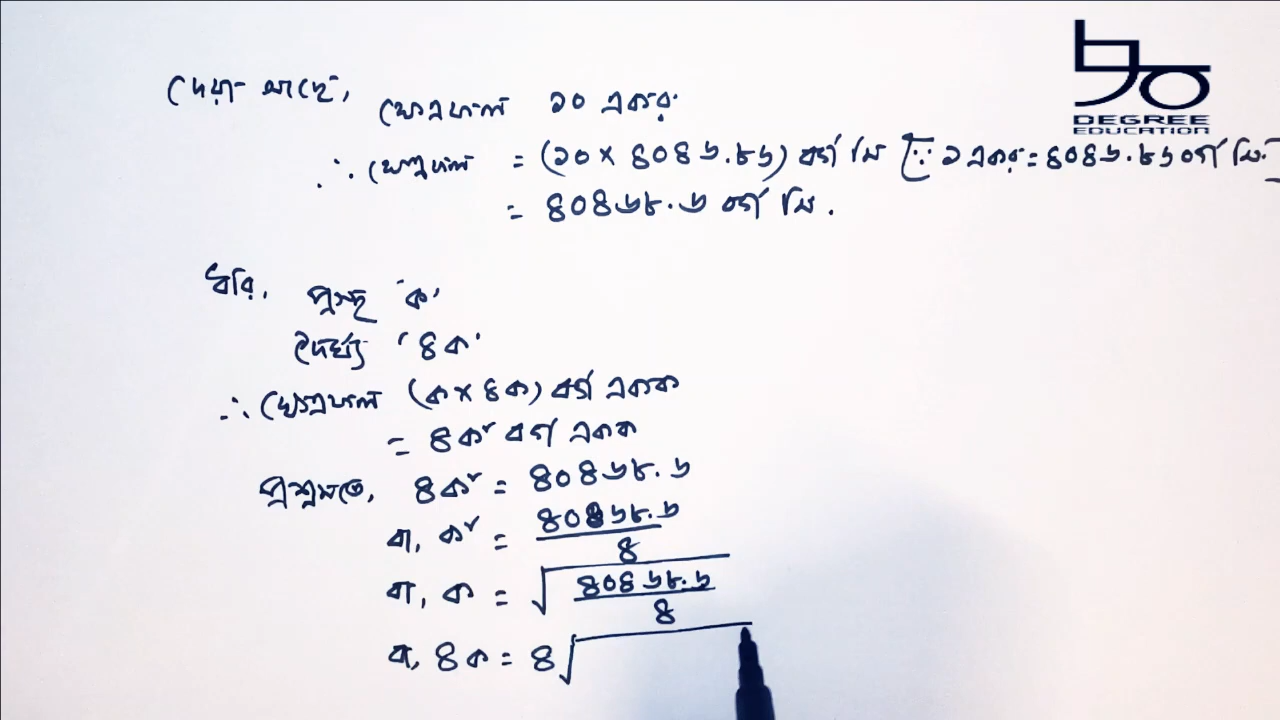 দেয়া আছে,
ক্ষেত্রফল ১০ একর
∴ ক্ষেত্রফল = (১০ × ৪০৪৬.৮৬) বর্গ মি [∵ ১ একর = ৪০৪৬.৮৬ বর্গ মি.]
= ৪০৪৬৮.৬ বর্গ মি.
ধরি, প্রস্থ 'ক'
দৈর্ঘ্য '৪ক'
∴ ক্ষেত্রফল (ক × ৪ক) বর্গ একক
= ৪ক² বর্গ একক
প্রশ্নমতে, ৪ক² = ৪০৪৬৮.৬
বা, ক² = ৪০৪৬৮.৬ / ৪
বা, ক = √(৪০৪৬৮.৬ / ৪)
বা, ৪ক = ৪√
১০
DEGREE
EDUCATION